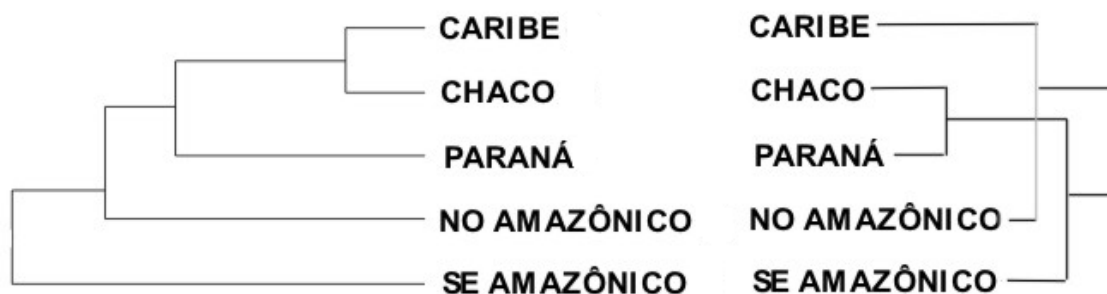 CARIBE CARIBE
CHACO CHACO
PARANÁ PARANÁ
NO AMAZÔNICO NO AMAZÔNICO
SE AMAZÔNICO SE AMAZÔNICO